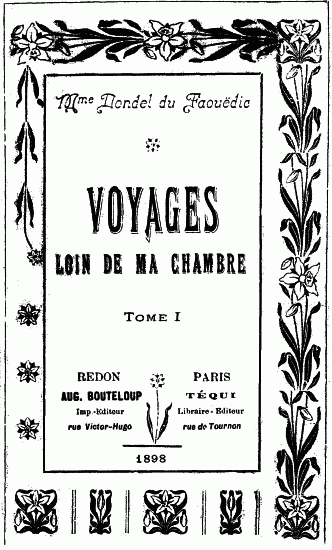 Mme Dondel du Faouëdic
VOYAGES
LOIN DE MA CHAMBRE
TOME I
REDON
AUG. BOUTELOUP
Imp.-Editeur
rue Victor-Hugo
PARIS
TÉQUI
Libraire-Editeur
rue de Tournon
1898